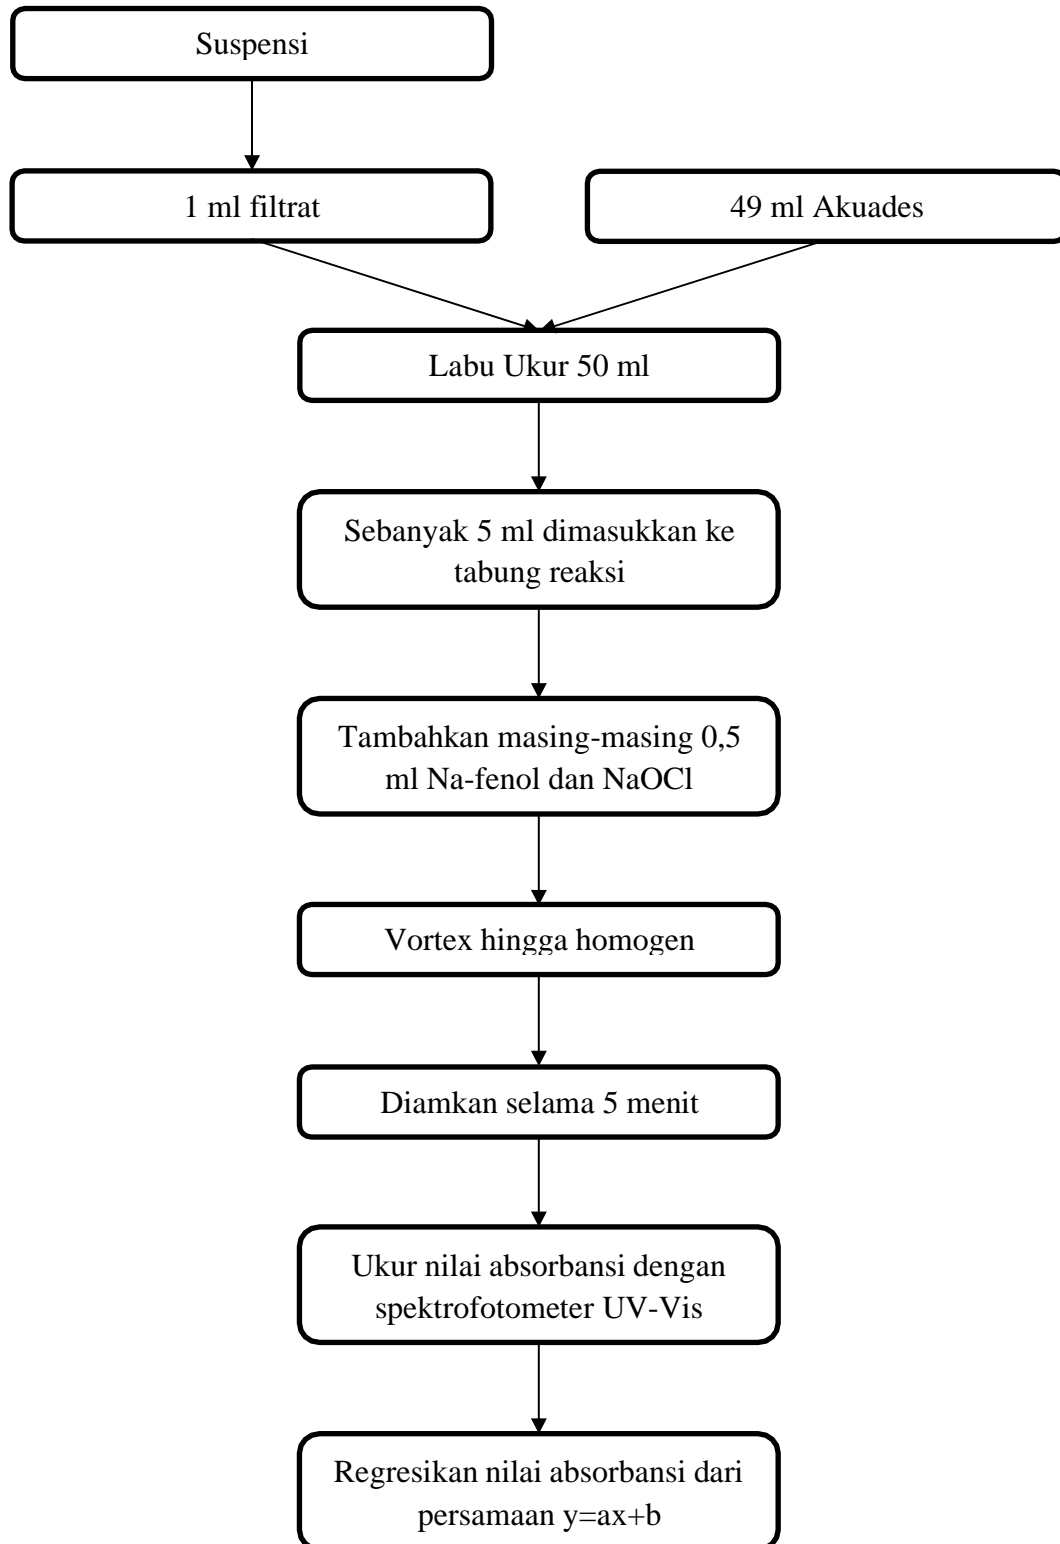 Suspensi
1 ml filtrat
49 ml Akuades
Labu Ukur 50 ml
Sebanyak 5 ml dimasukkan ke
tabung reaksi
Tambahkan masing-masing 0,5
ml Na-fenol dan NaOCl
Vortex hingga homogen
Diamkan selama 5 menit
Ukur nilai absorbansi dengan
spektrofotometer UV-Vis
Regresikan nilai absorbansi dari
persamaan y=ax+b